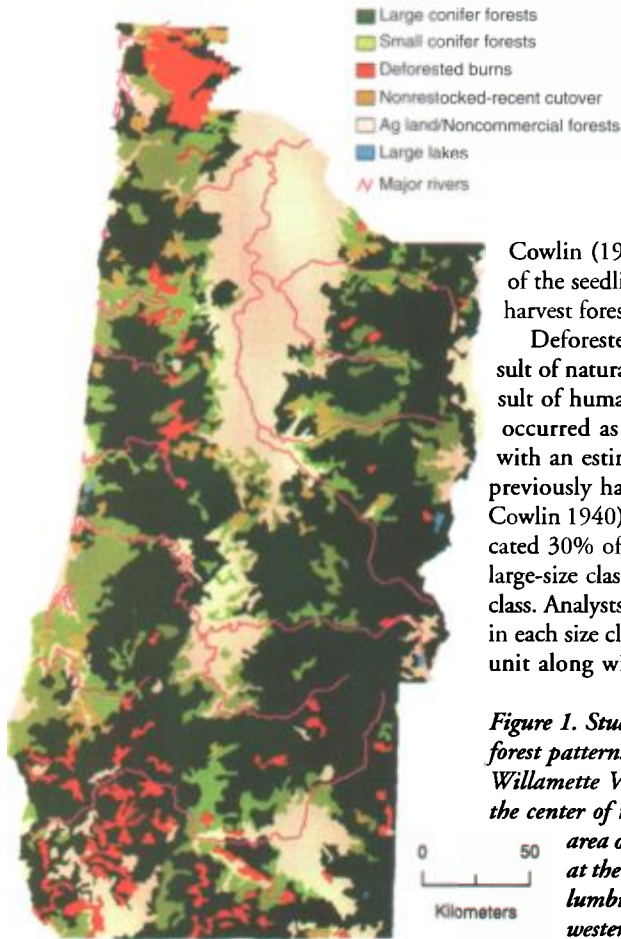 Large conifer forests
Small conifer forests
Deforested burns
Nonrestocked-recent cutover
Ag land/Noncommercial forests
Large lakes
Major rivers
Cowlin (19
of the seedli
harvest fores
Deforeste
sult of natura
sult of huma
occurred as
with an estir
previously ha
Cowlin 1940)
cated 30% of
large-size clas
class. Analysts
in each size cl
unit along wi
Figure 1. Stu
forest pattern
Willamette V
the center of
area o
at the
lumbi
wester
0 50
Kilometers